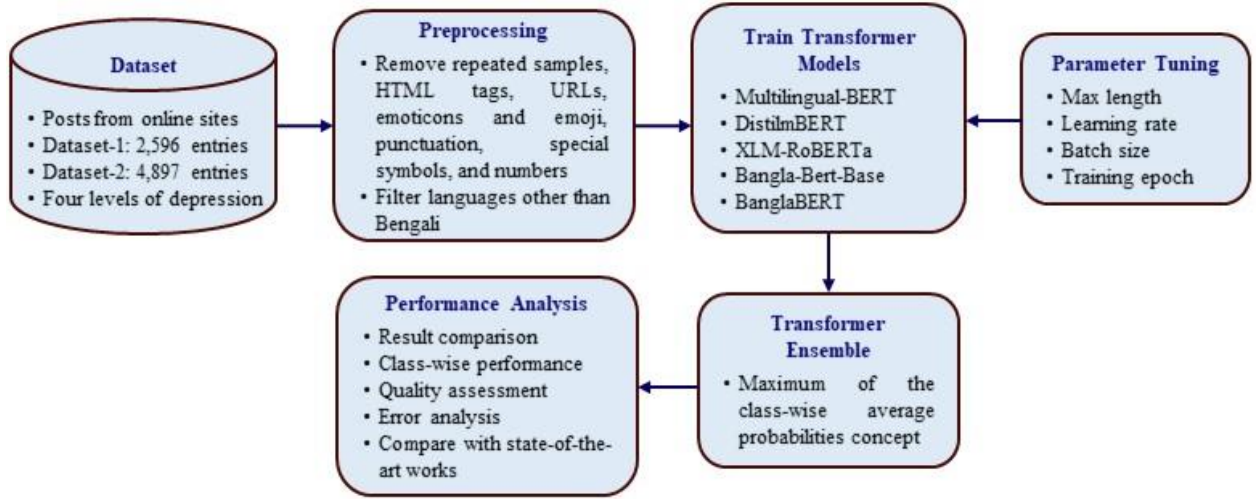 Dataset
• Posts from online sites
• Dataset-1: 2,596 entries
• Dataset-2: 4,897 entries
• Four levels of depression
Preprocessing
• Remove repeated samples,
HTML tags, URLs,
emoticons and emoji,
punctuation, special
symbols, and numbers
• Filter languages other than
Bengali
Train Transformer
Models
• Multilingual-BERT
• DistilmBERT
• XLM-RoBERTa
• Bangla-Bert-Base
• BanglaBERT
Parameter Tuning
• Max length
• Learning rate
• Batch size
• Training epoch
Transformer
Ensemble
• Maximum of the
class-wise average
probabilities concept
Performance Analysis
• Result comparison
• Class-wise performance
• Quality assessment
• Error analysis
• Compare with state-of-the-
art works